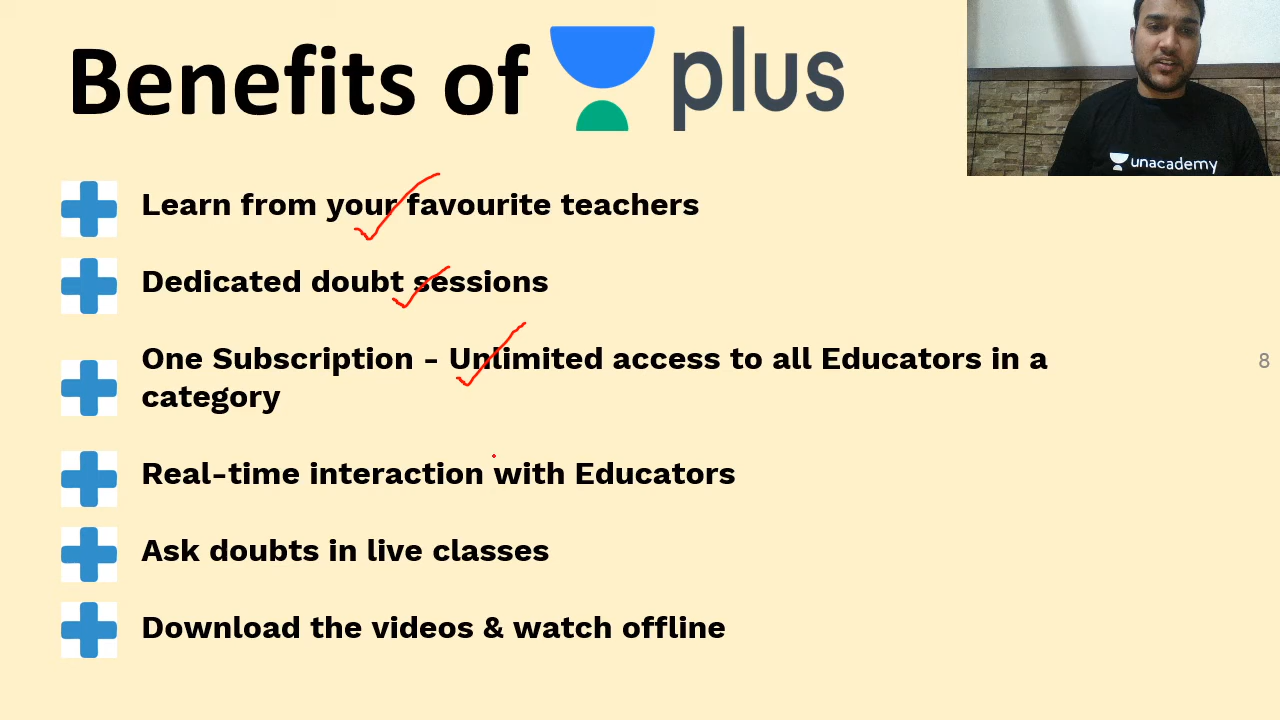 Benefits of plus
unacademy
Learn from your favourite teachers
Dedicated doubt sessions
One Subscription - Unlimited access to all Educators in a
category
8
Real-time interaction with Educators
Ask doubts in live classes
Download the videos & watch offline